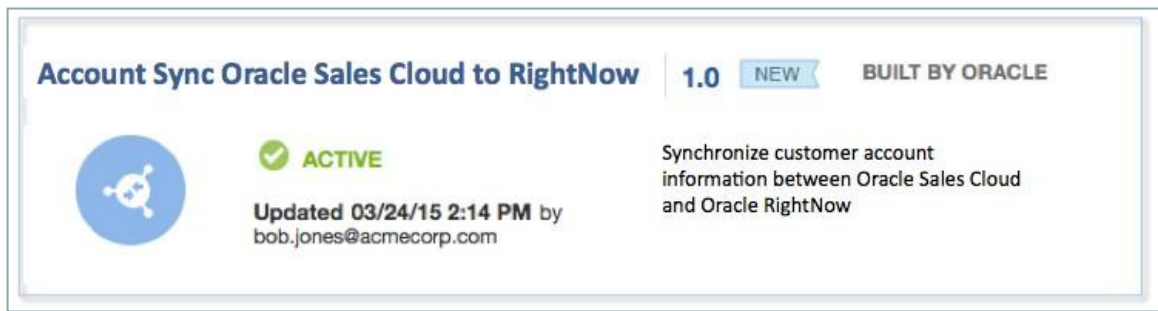 Account Sync Oracle Sales Cloud to RightNow 1.0 NEW BUILT BY ORACLE
ACTIVE
Updated 03/24/15 2:14 PM by
bob.jones@acmecorp.com
Synchronize customer account
information between Oracle Sales Cloud
and Oracle RightNow